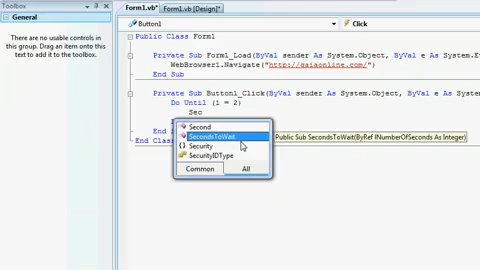 Toolbox
General
There are no usable controls in
this group. Drag an item onto this
text to add it to the toolbox.
Form1.vb*
Form1.vb [Design]*
Button1
Click
Public Class Form1
Private Sub Form1_Load(ByVal sender As System.Object, ByVal e As System.Ev
WebBrowser1.Navigate("http://gaiaonline.com/")
End Sub
Private Sub Button1_Click(ByVal sender As System.Object, ByVal e As System
Do Until (1 = 2)
Sec
End S
End Class
Second
SecondsToWait
Security
SecurityIDType
Common
All
Public Sub SecondsToWait(ByRef lNumberOfSeconds As Integer)